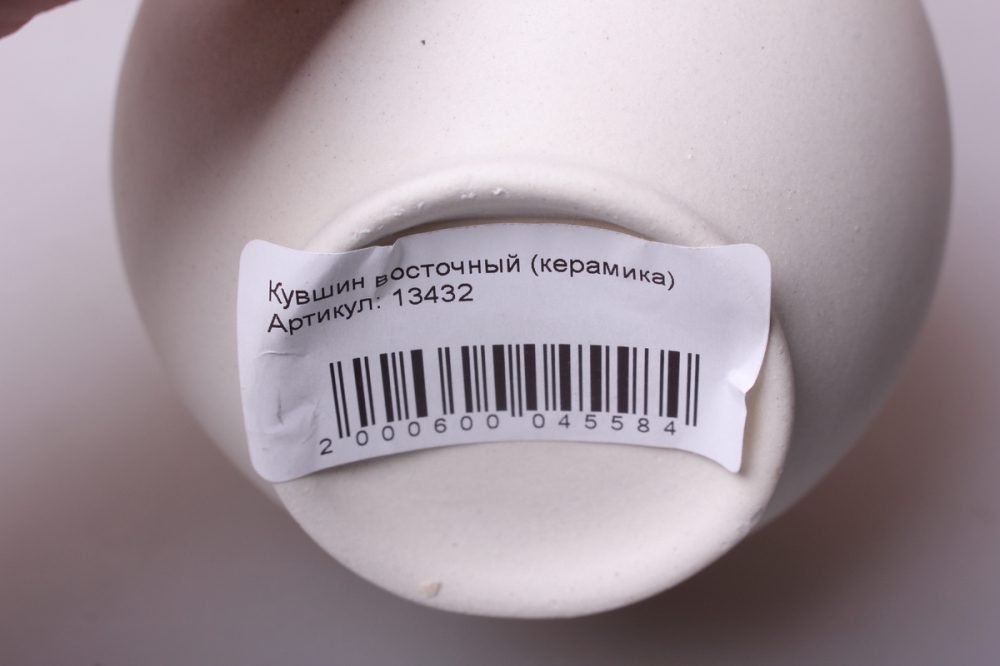 Кувшин восточный (керамика)
Артикул: 13432
2 000600 045584